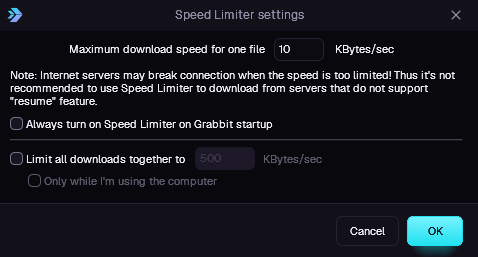 Speed Limiter settings
Maximum download speed for one file 10 KBytes/sec
Note: Internet servers may break connection when the speed is too limited! Thus it's not
recommended to use Speed Limiter to download from servers that do not support
"resume" feature.
Always turn on Speed Limiter on Grabbit startup
Limit all downloads together to 500 KBytes/sec
Only while I'm using the computer
Cancel OK